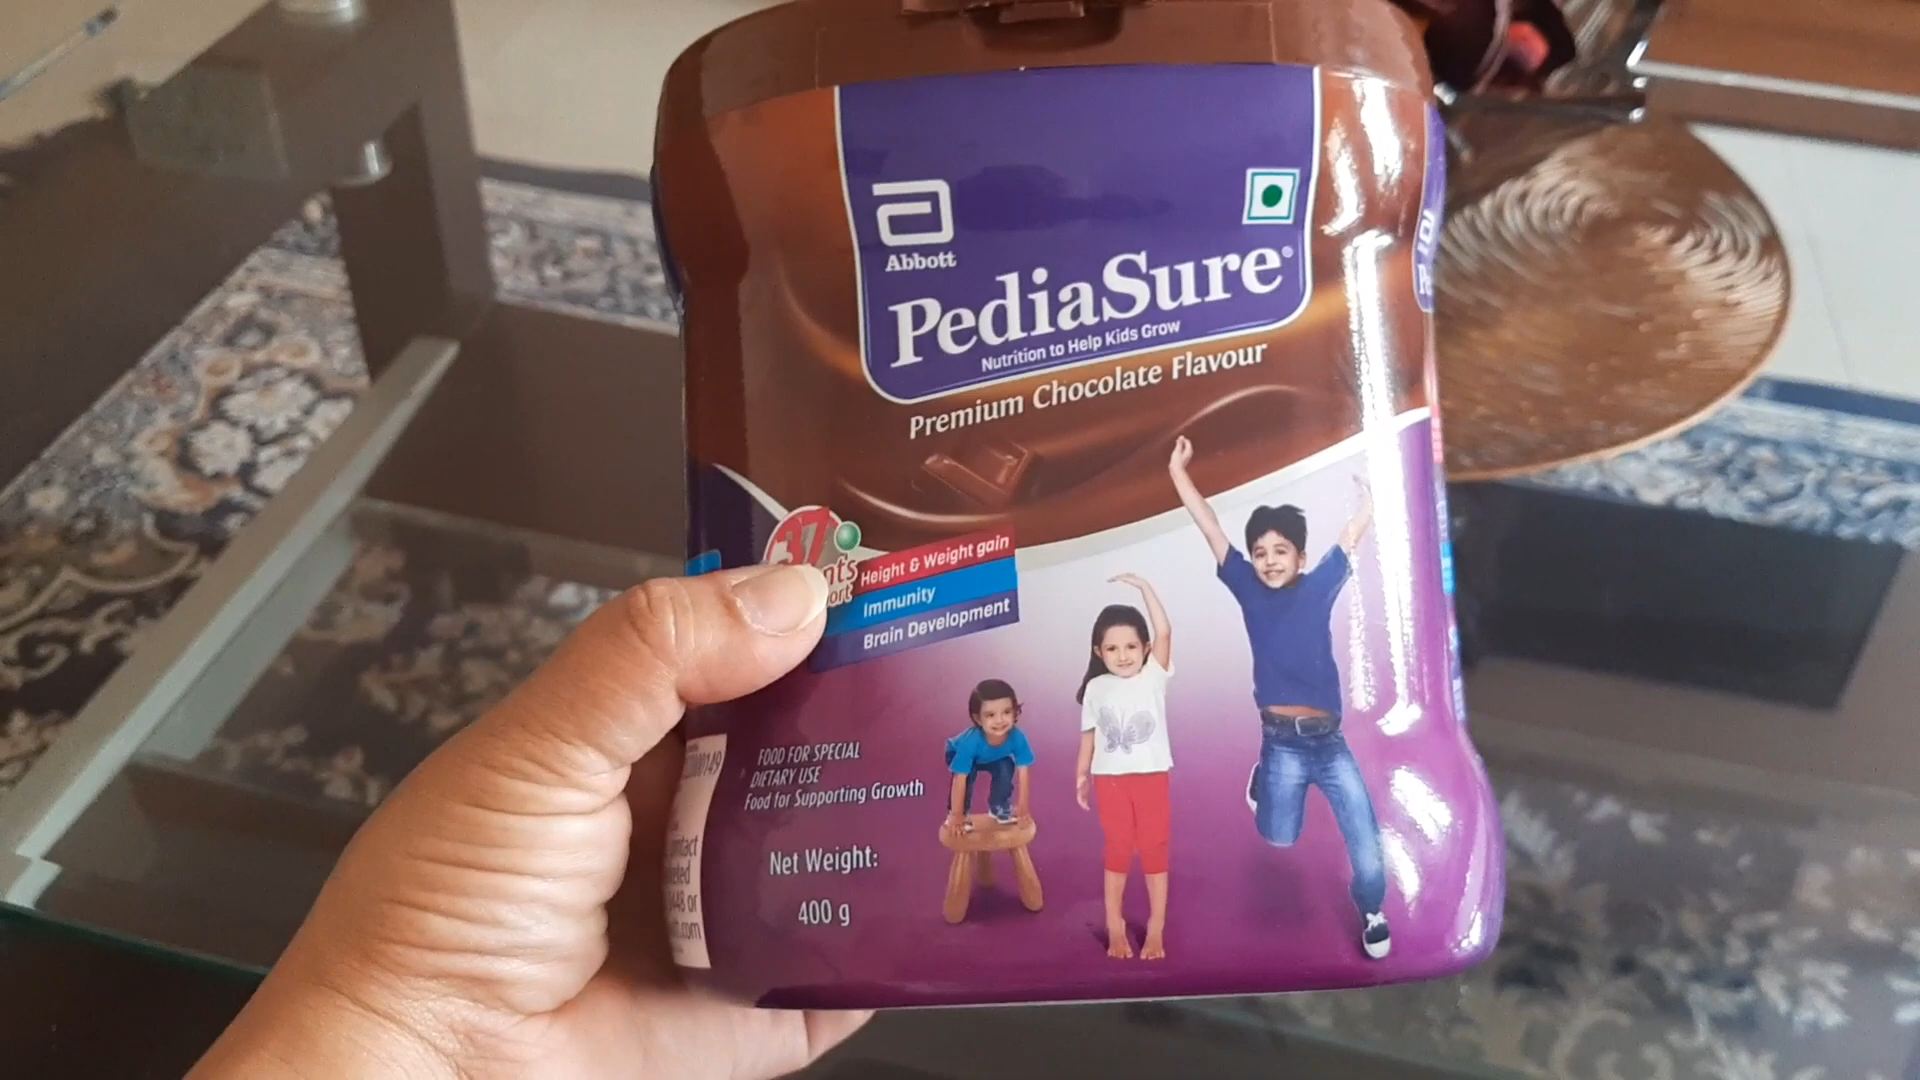 Abbott
PediaSure®
Nutrition to Help Kids Grow
Premium Chocolate Flavour
37
Height & Weight gain
Immunity
Brain Development
FOOD FOR SPECIAL
DIETARY USE
Food for Supporting Growth
Net Weight:
400 g